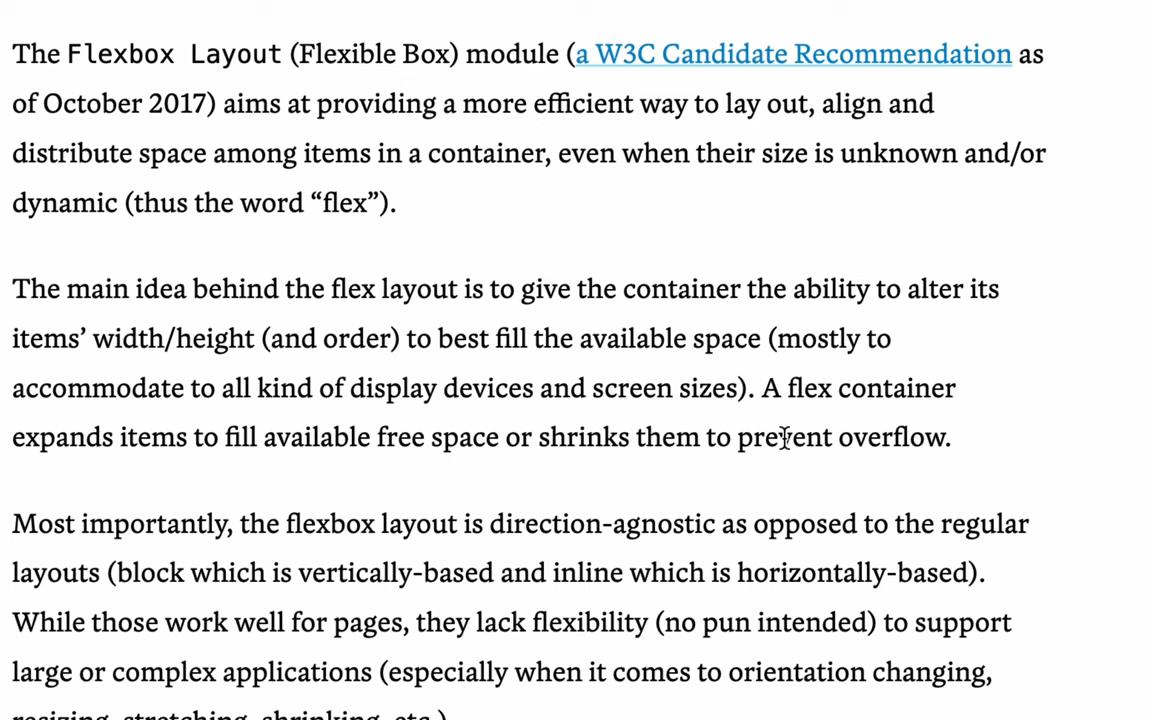 The Flexbox Layout (Flexible Box) module (a W3C Candidate Recommendation as
of October 2017) aims at providing a more efficient way to lay out, align and
distribute space among items in a container, even when their size is unknown and/or
dynamic (thus the word “flex”).
The main idea behind the flex layout is to give the container the ability to alter its
items’ width/height (and order) to best fill the available space (mostly to
accommodate to all kind of display devices and screen sizes). A flex container
expands items to fill available free space or shrinks them to prevent overflow.
Most importantly, the flexbox layout is direction-agnostic as opposed to the regular
layouts (block which is vertically-based and inline which is horizontally-based).
While those work well for pages, they lack flexibility (no pun intended) to support
large or complex applications (especially when it comes to orientation changing,
resizing, stretching, shrinking, etc.)